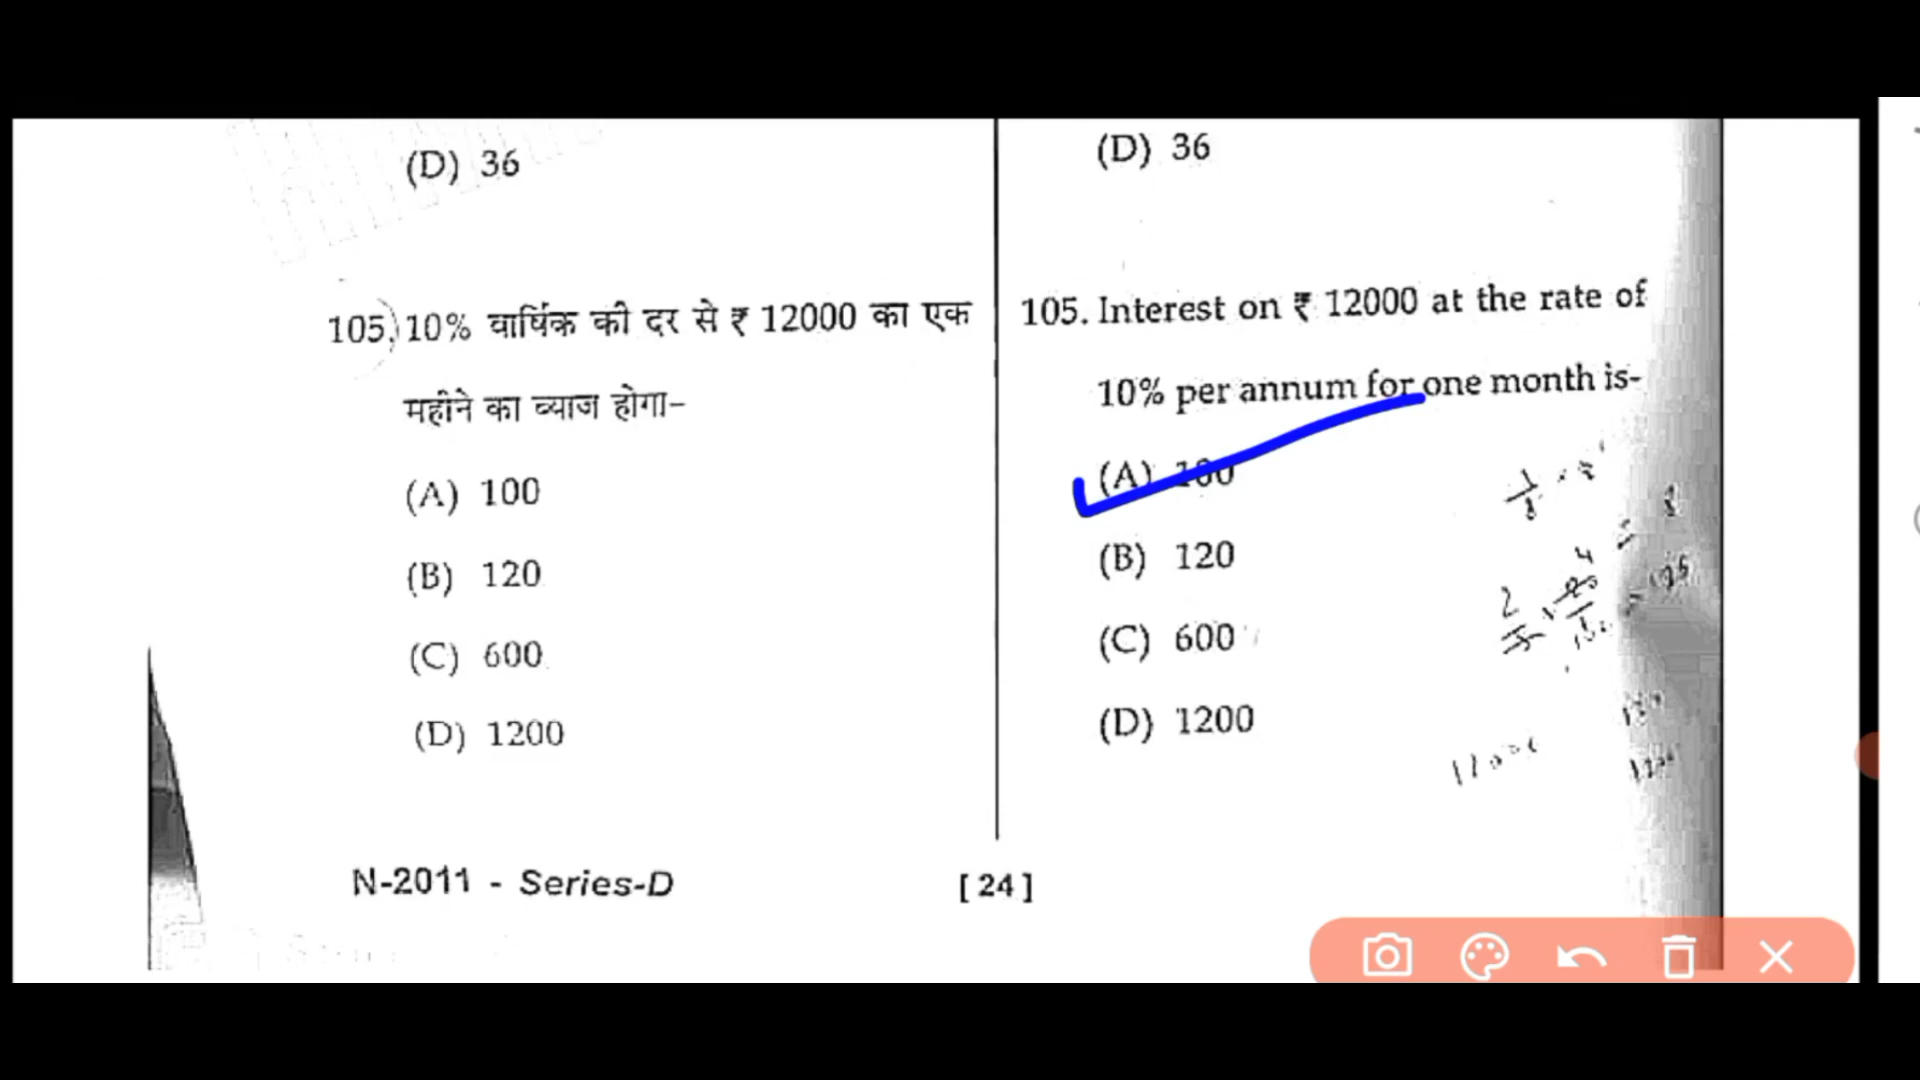 (D) 36
105. 10% वार्षिक की दर से ₹ 12000 का एक
महीने का ब्याज होगा–
(A) 100
(B) 120
(C) 600
(D) 1200
N-2011 - Series-D
(D) 36
105. Interest on ₹ 12000 at the rate of
10% per annum for one month is-
(A) 100
(B) 120
(C) 600
(D) 1200
[ 24 ]